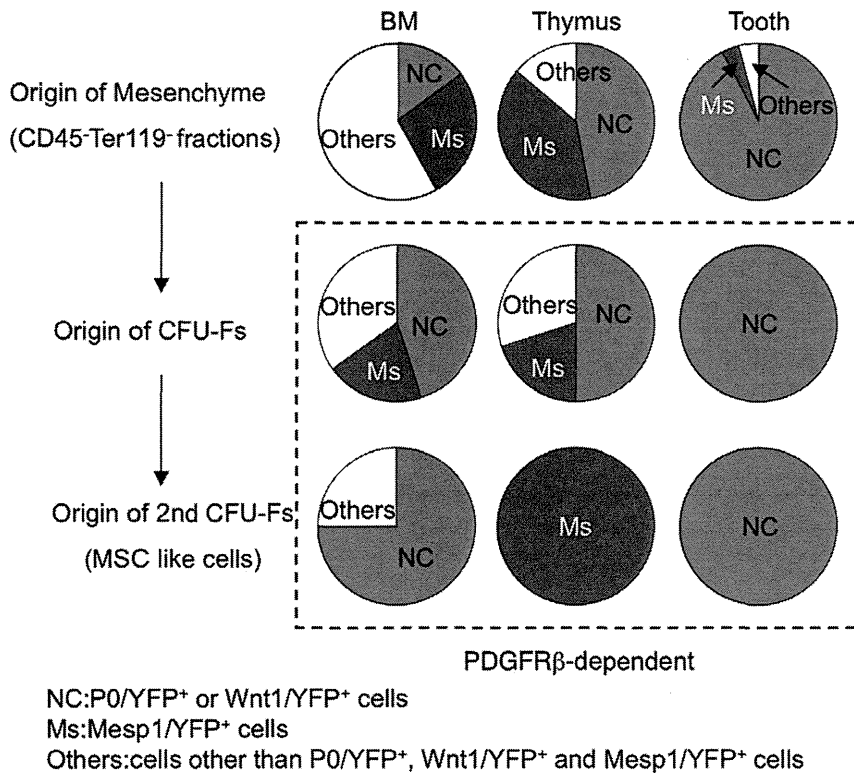 BM Thymus Tooth
Origin of Mesenchyme
(CD45-Ter119- fractions)
NC
Others
Ms
Others
NC
Ms
Ms
Others
NC
Origin of CFU-Fs
Others
NC
Ms
Others
NC
Ms
NC
Origin of 2nd CFU-Fs
(MSC like cells)
Others
NC
Ms
NC
PDGFRβ-dependent
NC:P0/YFP+ or Wnt1/YFP+ cells
Ms:Mesp1/YFP+ cells
Others:cells other than P0/YFP+, Wnt1/YFP+ and Mesp1/YFP+ cells